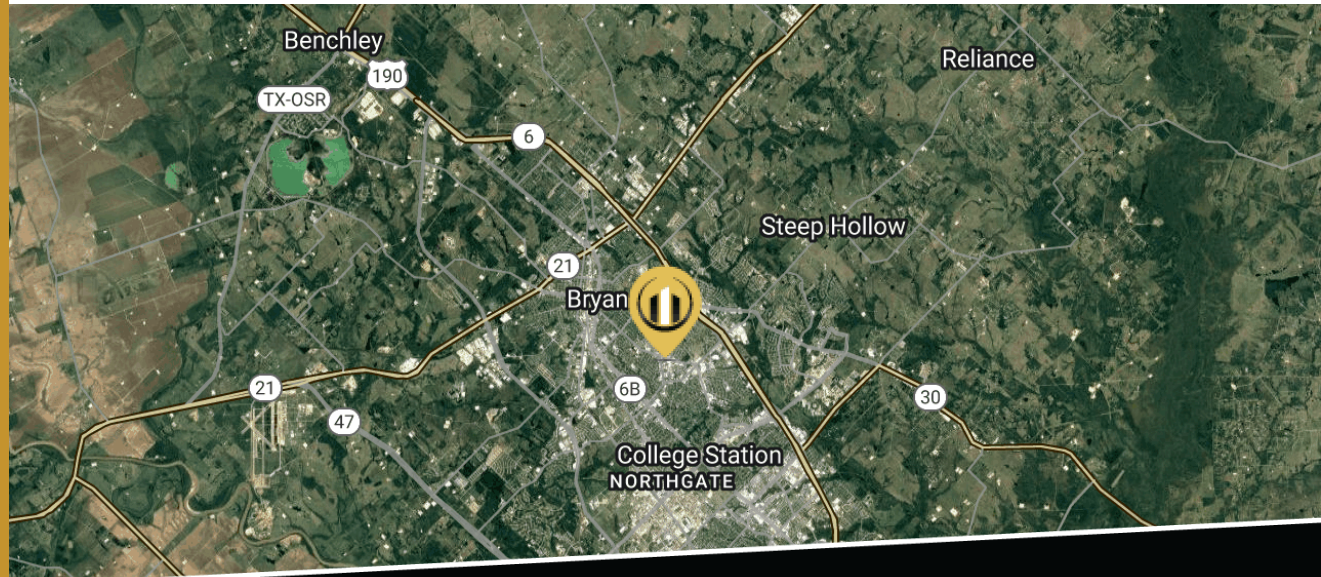 Benchley
190
TX-OSR
Reliance
6
Steep Hollow
21
Bryan
6B
21
30
47
College Station
NORTHGATE